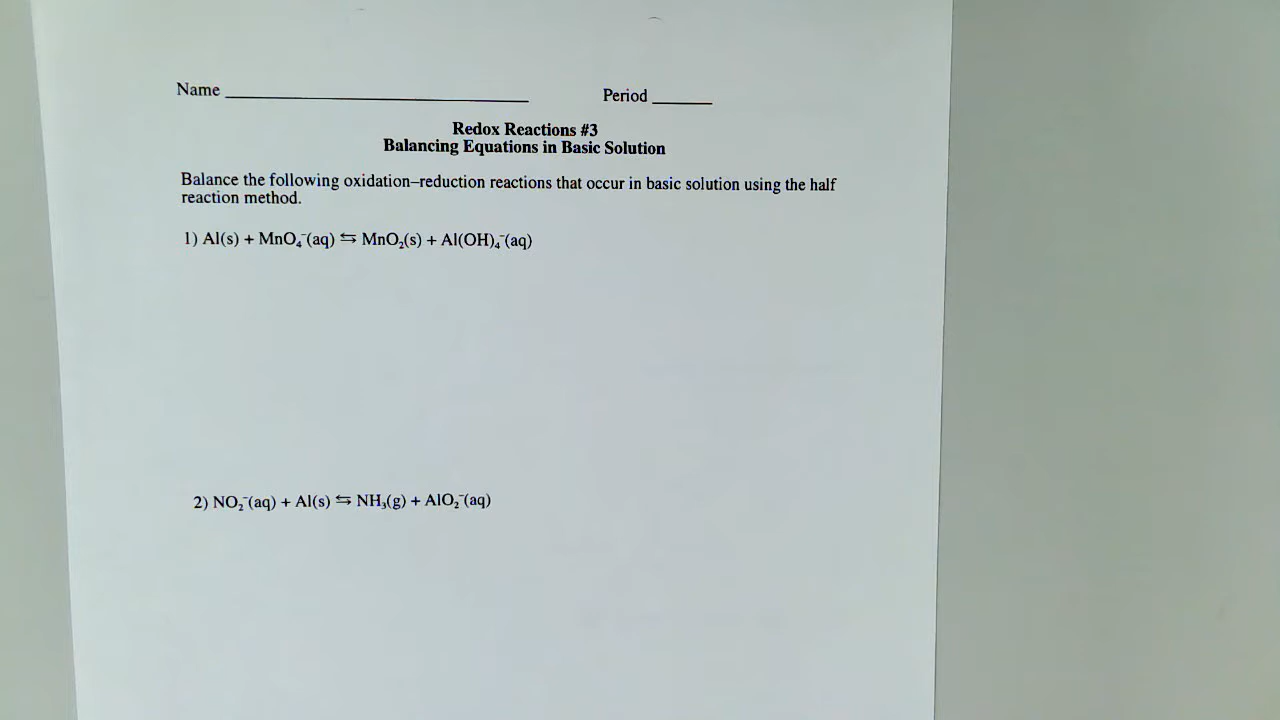 Name ______________ Period ______
Redox Reactions #3
Balancing Equations in Basic Solution
Balance the following oxidation–reduction reactions that occur in basic solution using the half
reaction method.
1) Al(s) + MnO₄⁻(aq) ⇆ MnO₂(s) + Al(OH)₄⁻(aq)
2) NO₂⁻(aq) + Al(s) ⇆ NH₃(g) + AlO₂⁻(aq)